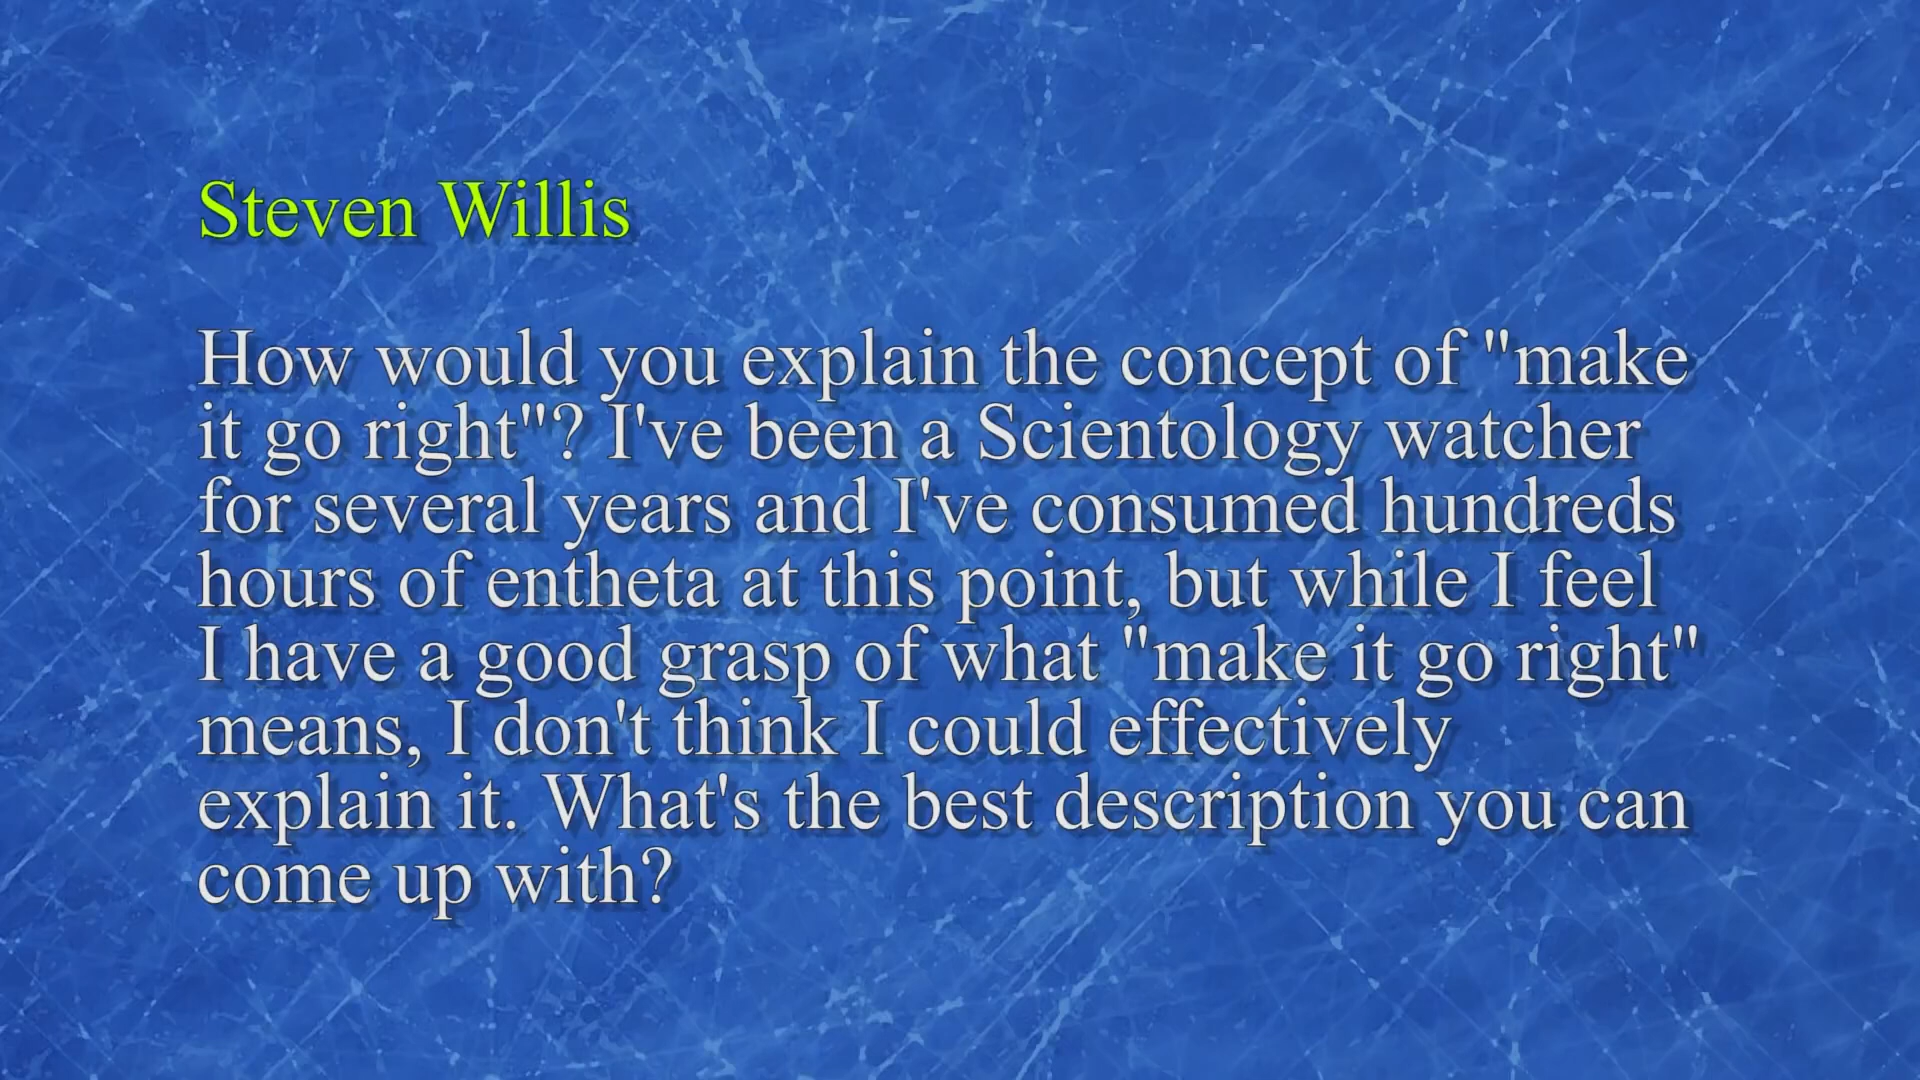 Steven Willis
How would you explain the concept of "make
it go right"? I've been a Scientology watcher
for several years and I've consumed hundreds
hours of entheta at this point, but while I feel
I have a good grasp of what "make it go right"
means, I don't think I could effectively
explain it. What's the best description you can
come up with?